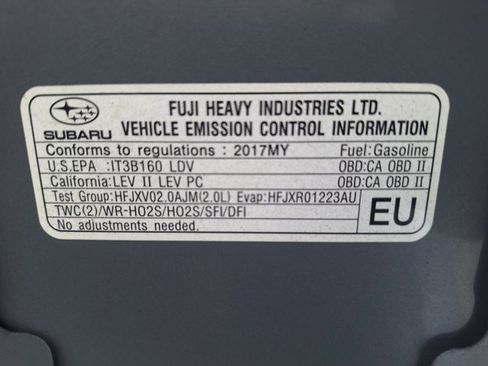 FUJI HEAVY INDUSTRIES LTD.
SUBARU VEHICLE EMISSION CONTROL INFORMATION
Conforms to regulations : 2017MY Fuel:Gasoline
U.S.EPA :IT3B160 LDV OBD:CA OBD II
California:LEV II LEV PC OBD:CA OBD II
Test Group:HFJXV02.0AJM(2.0L) Evap:HFJXR01223AU
TWC(2)/WR-HO2S/HO2S/SFI/DFI
No adjustments needed.
EU